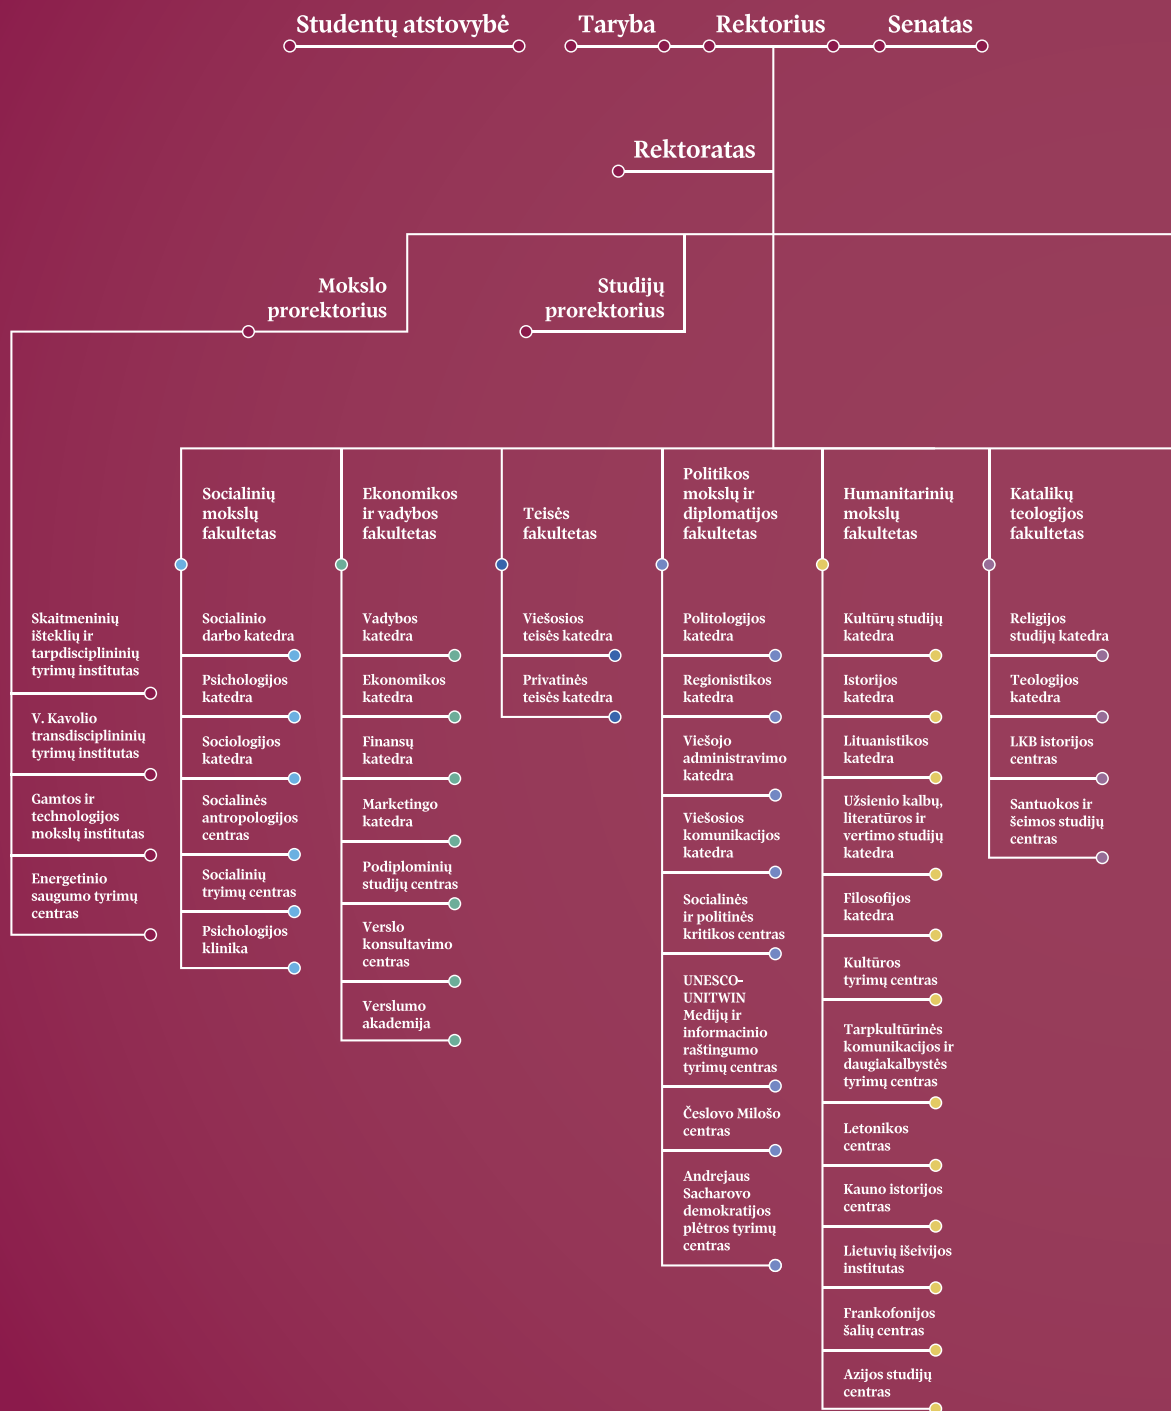 Studentų atstovybė
Taryba
Rektorius
Senatas
Rektoratas
Mokslo
prorektorius
Studijų
prorektorius
Skaitmeninių
išteklių ir
tarpdisciplininių
tyrimų institutas
V. Kavolio
transdisciplininių
tyrimų institutas
Gamtos ir
technologijos
mokslų institutas
Energetinio
saugumo tyrimų
centras
Socialinių
mokslų
fakultetas
Socialinio
darbo katedra
Psichologijos
katedra
Sociologijos
katedra
Socialinės
antropologijos
centras
Socialinių
tryimų centras
Psichologijos
klinika
Ekonomikos
ir vadybos
fakultetas
Vadybos
katedra
Ekonomikos
katedra
Finansų
katedra
Marketingo
katedra
Podiplominių
studijų centras
Verslo
konsultavimo
centras
Verslumo
akademija
Teisės
fakultetas
Viešosios
teisės katedra
Privatinės
teisės katedra
Politikos
mokslų ir
diplomatijos
fakultetas
Politologijos
katedra
Regionistikos
katedra
Viešojo
administravimo
katedra
Viešosios
komunikacijos
katedra
Socialinės
ir politinės
kritikos centras
UNESCO–
UNITWIN
Medijų ir
informacinio
raštingumo
tyrimų centras
Česlovo Milošo
centras
Andrejaus
Sacharovo
demokratijos
plėtros tyrimų
centras
Humanitarinių
mokslų
fakultetas
Kultūrų studijų
katedra
Istorijos
katedra
Lituanistikos
katedra
Užsienio kalbų,
literatūros ir
vertimo studijų
katedra
Filosofijos
katedra
Kultūros
tyrimų centras
Tarpkultūrinės
komunikacijos ir
daugiakalbystės
tyrimų centras
Letonikos
centras
Kauno istorijos
centras
Lietuvių išeivijos
institutas
Frankofonijos
šalių centras
Azijos studijų
centras
Katalikų
teologijos
fakultetas
Religijos
studijų katedra
Teologijos
katedra
LKB istorijos
centras
Santuokos ir
šeimos studijų
centras